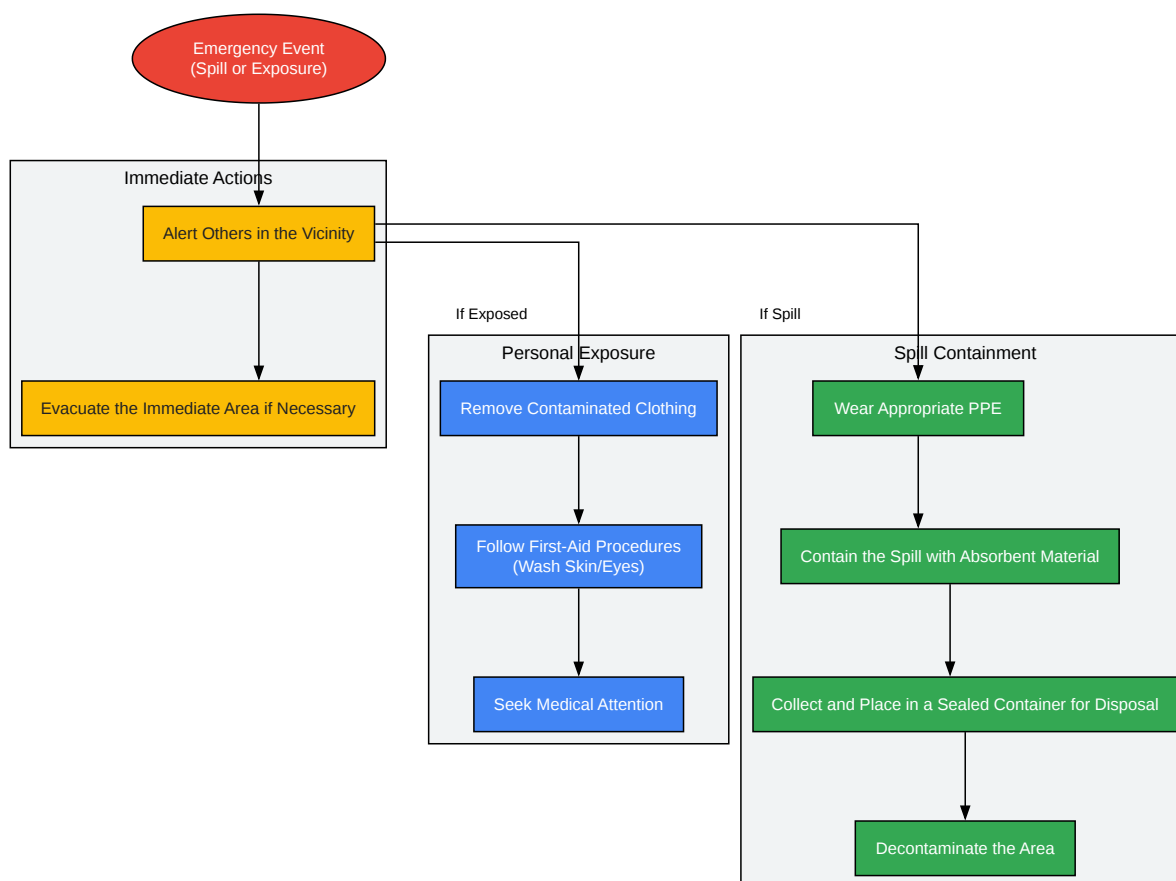 Emergency Event
(Spill or Exposure)
Immediate Actions
Alert Others in the Vicinity
Evacuate the Immediate Area if Necessary
If Exposed
Personal Exposure
Remove Contaminated Clothing
Follow First-Aid Procedures
(Wash Skin/Eyes)
Seek Medical Attention
If Spill
Spill Containment
Wear Appropriate PPE
Contain the Spill with Absorbent Material
Collect and Place in a Sealed Container for Disposal
Decontaminate the Area